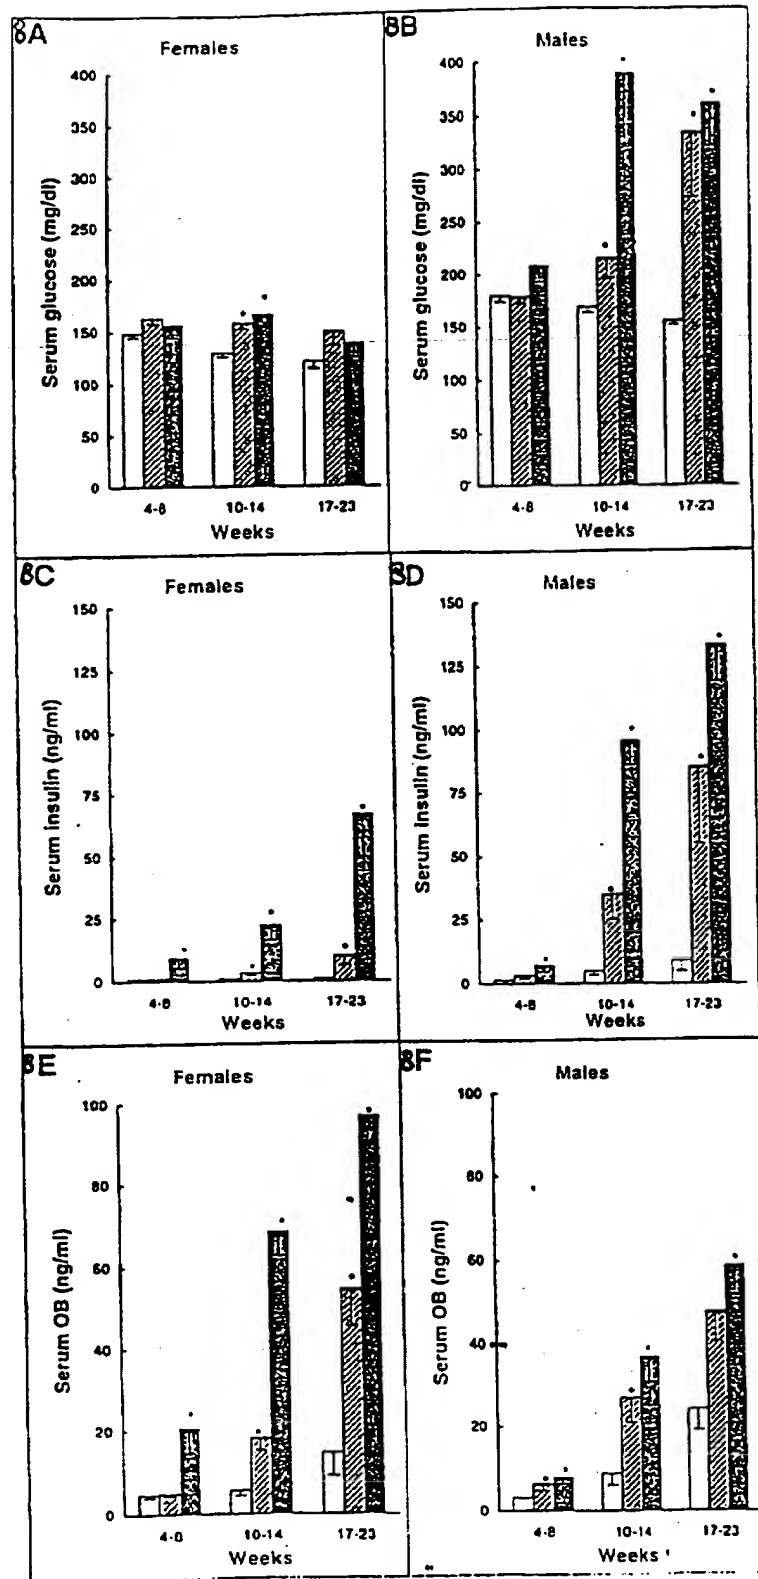 8A
Females
400
350
300
250
200
150
100
50
0
Serum glucose (mg/dl)
4-8
10-14
17-23
Weeks
8B
Males
400
350
300
250
200
150
100
50
0
Serum glucose (mg/dl)
4-8
10-14
17-23
Weeks
8C
Females
150
125
100
75
50
25
0
Serum insulin (ng/ml)
4-8
10-14
17-23
Weeks
8D
Males
150
125
100
75
50
25
0
Serum insulin (ng/ml)
4-8
10-14
17-23
Weeks
8E
Females
100
80
60
40
20
0
Serum OB (ng/ml)
4-8
10-14
17-23
Weeks
8F
Males
100
80
60
40
20
0
Serum OB (ng/ml)
4-8
10-14
17-23
Weeks